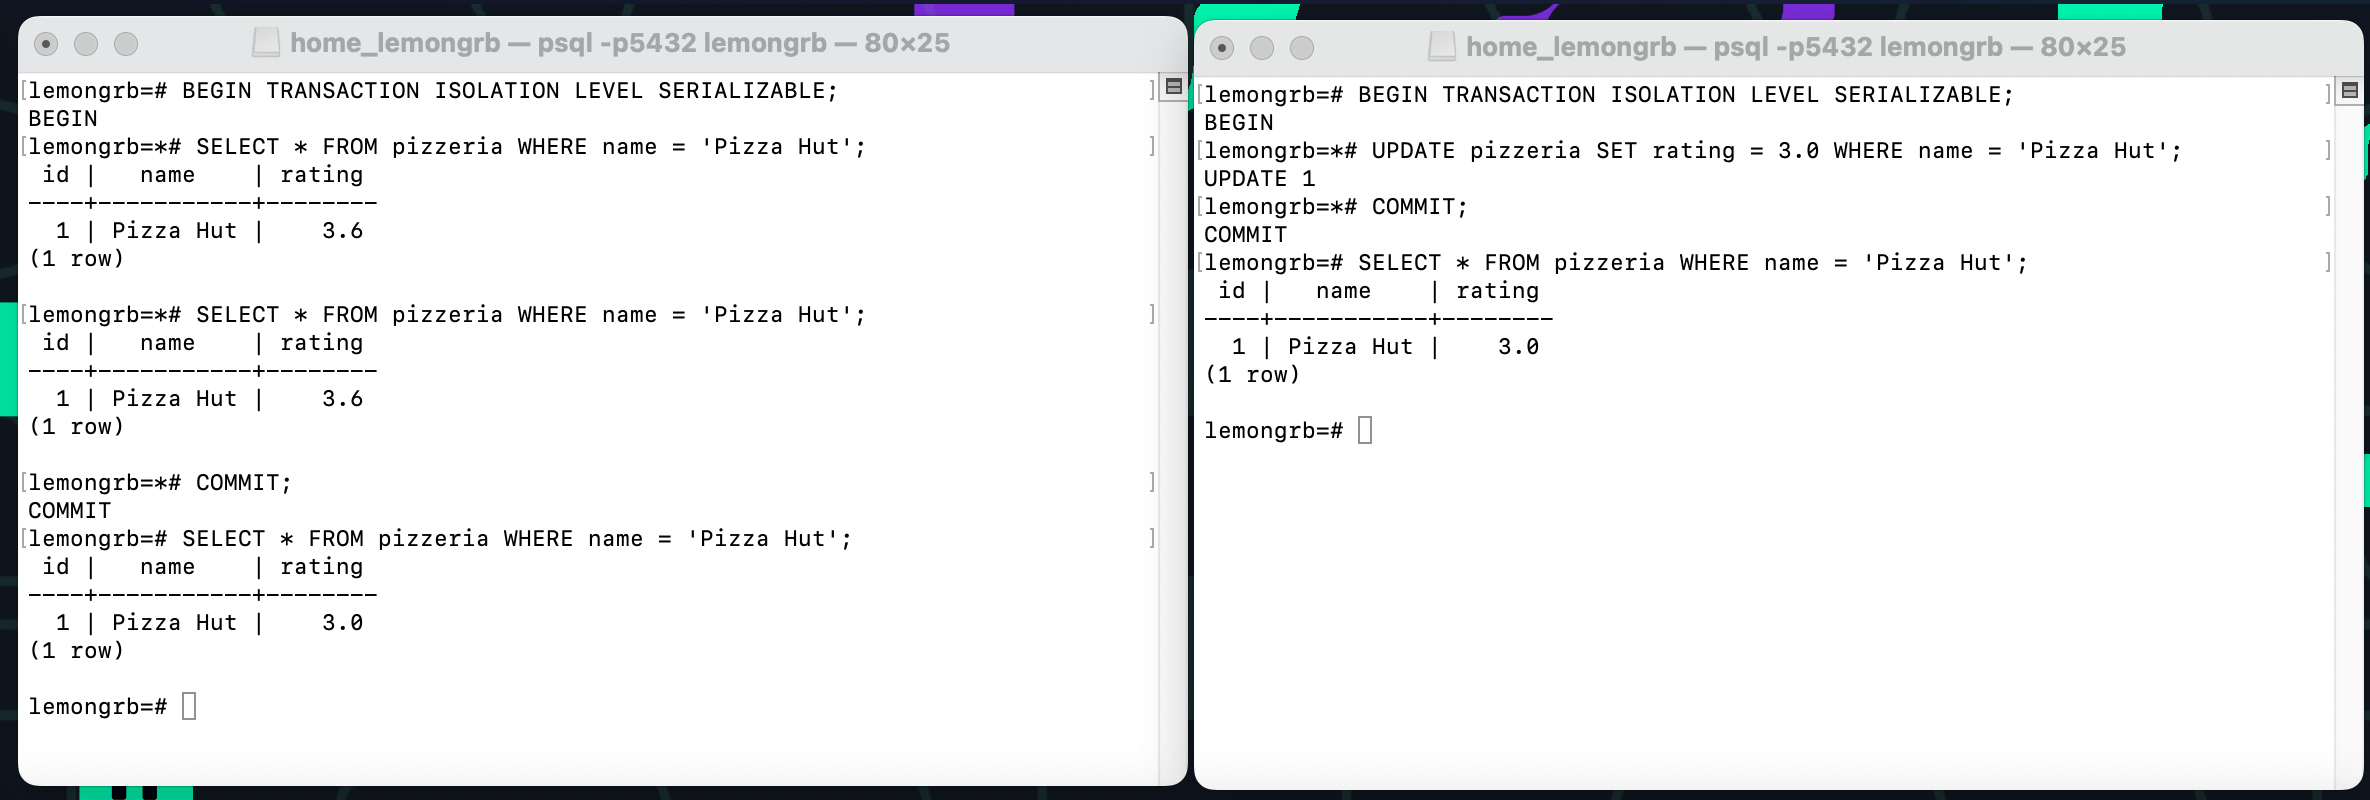 home_lemongrb — psql -p5432 lemongrb — 80×25
lemongrb=# BEGIN TRANSACTION ISOLATION LEVEL SERIALIZABLE;
BEGIN
lemongrb=*# SELECT * FROM pizzeria WHERE name = 'Pizza Hut';
 id |   name    | rating
----+-----------+--------
  1 | Pizza Hut |    3.6
(1 row)
lemongrb=*# SELECT * FROM pizzeria WHERE name = 'Pizza Hut';
 id |   name    | rating
----+-----------+--------
  1 | Pizza Hut |    3.6
(1 row)
lemongrb=*# COMMIT;
COMMIT
lemongrb=# SELECT * FROM pizzeria WHERE name = 'Pizza Hut';
 id |   name    | rating
----+-----------+--------
  1 | Pizza Hut |    3.0
(1 row)
lemongrb=#
home_lemongrb — psql -p5432 lemongrb — 80×25
lemongrb=# BEGIN TRANSACTION ISOLATION LEVEL SERIALIZABLE;
BEGIN
lemongrb=*# UPDATE pizzeria SET rating = 3.0 WHERE name = 'Pizza Hut';
UPDATE 1
lemongrb=*# COMMIT;
COMMIT
lemongrb=# SELECT * FROM pizzeria WHERE name = 'Pizza Hut';
 id |   name    | rating
----+-----------+--------
  1 | Pizza Hut |    3.0
(1 row)
lemongrb=#